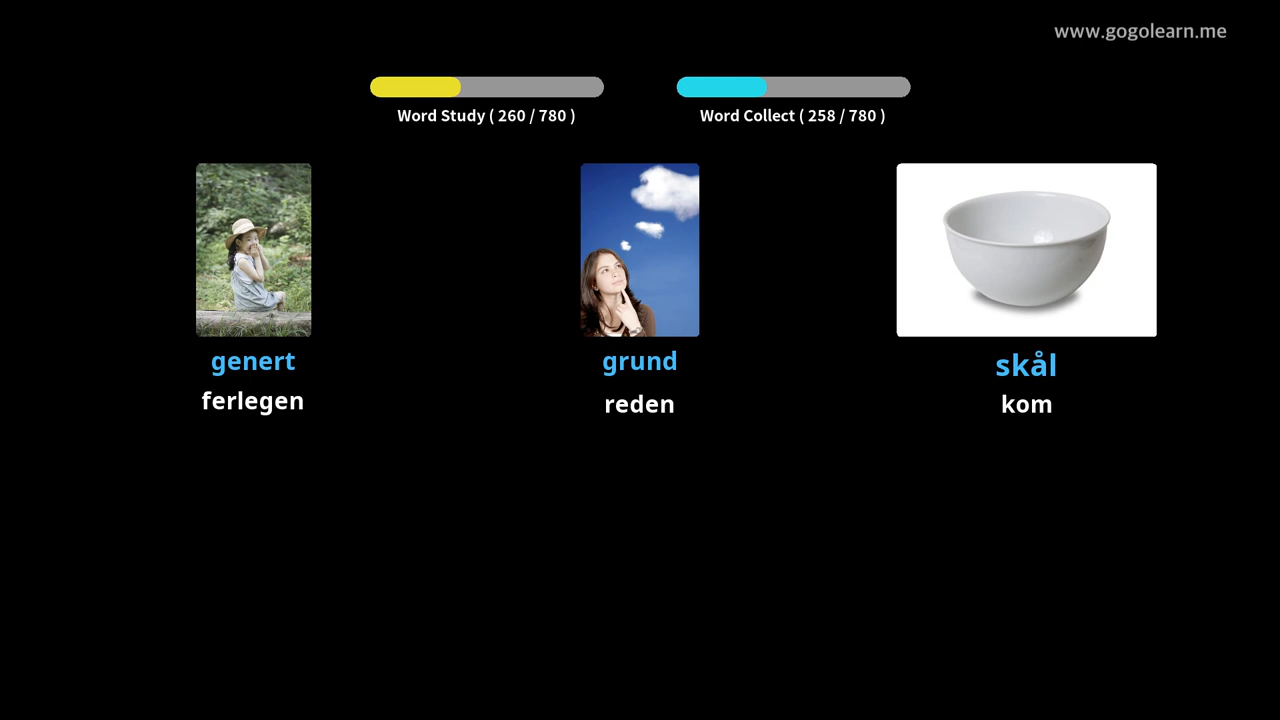 www.gogolearn.me
Word Study ( 260 / 780 )
Word Collect ( 258 / 780 )
genert
grund
skål
ferlegen
reden
kom